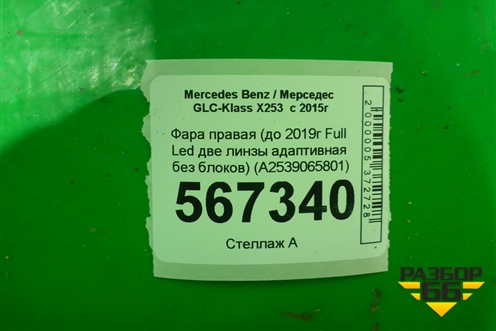 Mercedes Benz / Мерседес
GLC-Klass X253 с 2015г
Фара правая (до 2019г Full
Led две линзы адаптивная
без блоков) (A2539065801)
567340
Стеллаж А
2000005372728
РАЗБОР
66